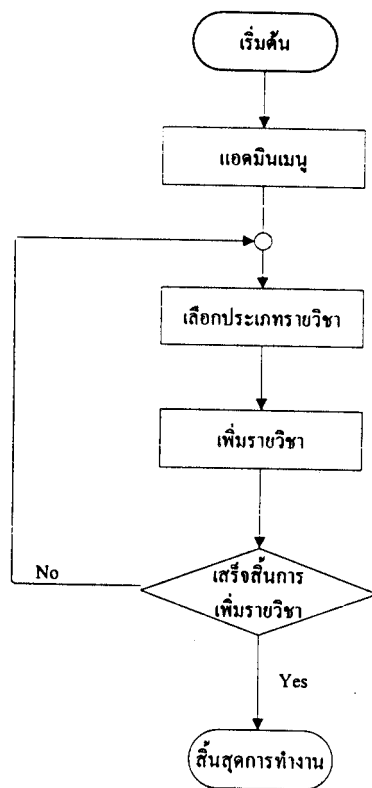 เริ่มต้น
แอดมินเมนู
เลือกประเภทรายวิชา
เพิ่มรายวิชา
เสร็จสิ้นการ
เพิ่มรายวิชา
No
Yes
สิ้นสุดการทำงาน